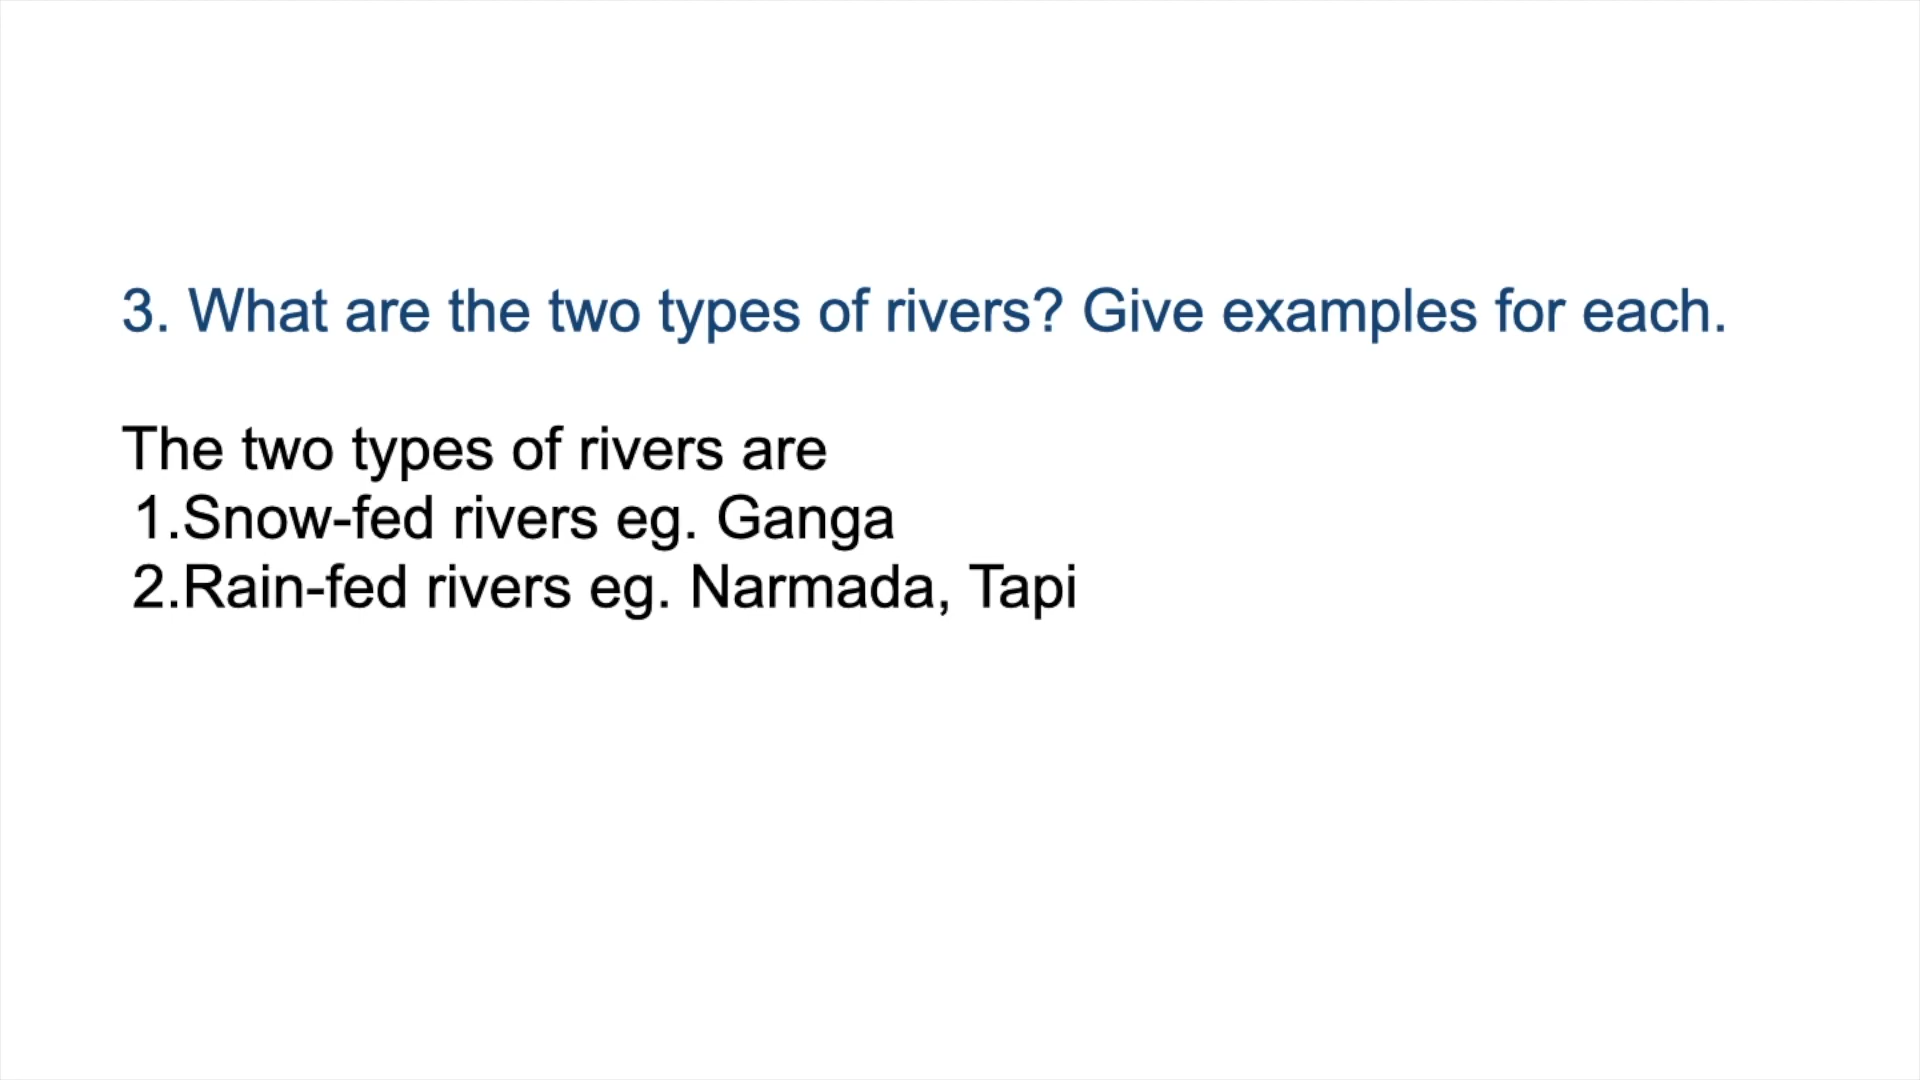 3. What are the two types of rivers? Give examples for each.
The two types of rivers are
1.Snow-fed rivers eg. Ganga
2.Rain-fed rivers eg. Narmada, Tapi